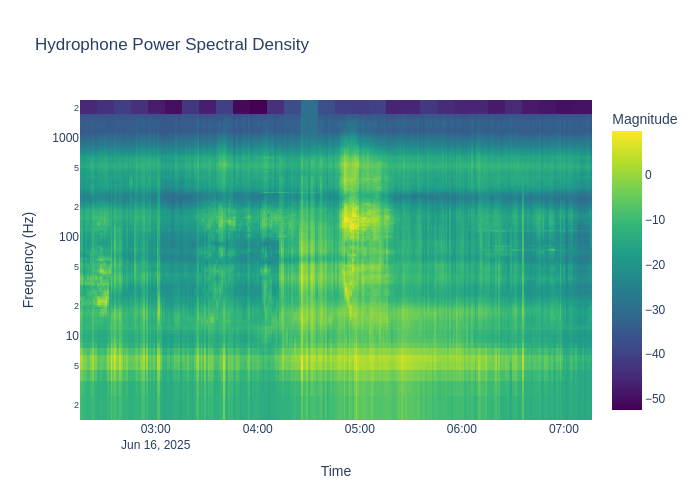 Hydrophone Power Spectral Density
Magnitude
2
1000
5
2
100
5
2
10
5
2
Frequency (Hz)
0
−10
−20
−30
−40
−50
03:00 04:00 05:00 06:00 07:00
Jun 16, 2025
Time